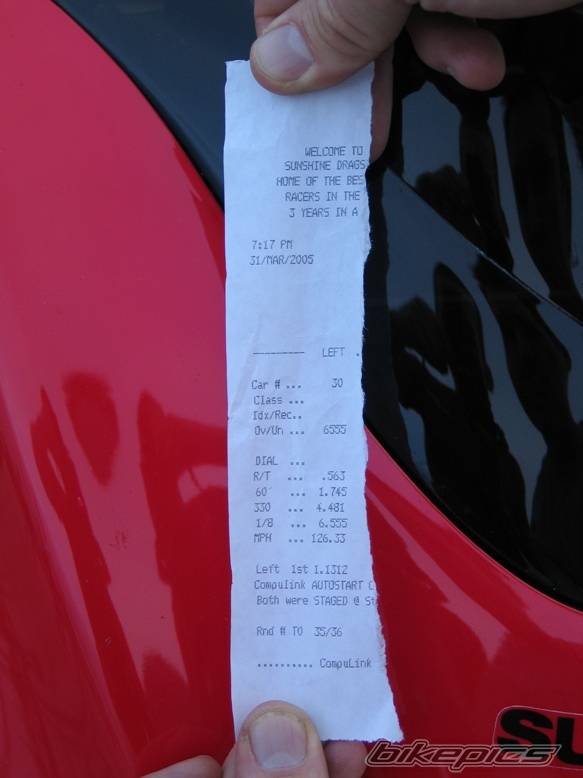 WELCOME TO
SUNSHINE DRAGS
HOME OF THE BES
RACERS IN THE
3 YEARS IN A
7:17 PM
31/MAR/2005
---------- LEFT .
Car # ... 30
Class ...
Idx/Rec..
Ov/Un ... 6555
DIAL ...
R/T ... .563
60' ... 1.745
330 ... 4.481
1/8 ... 6.555
MPH ... 126.33
Left 1st 1.1312
Compulink AUTOSTART C
Both were STAGED @ St
Rnd # TO 35/36
.......... CompuLink
SU
bikepics